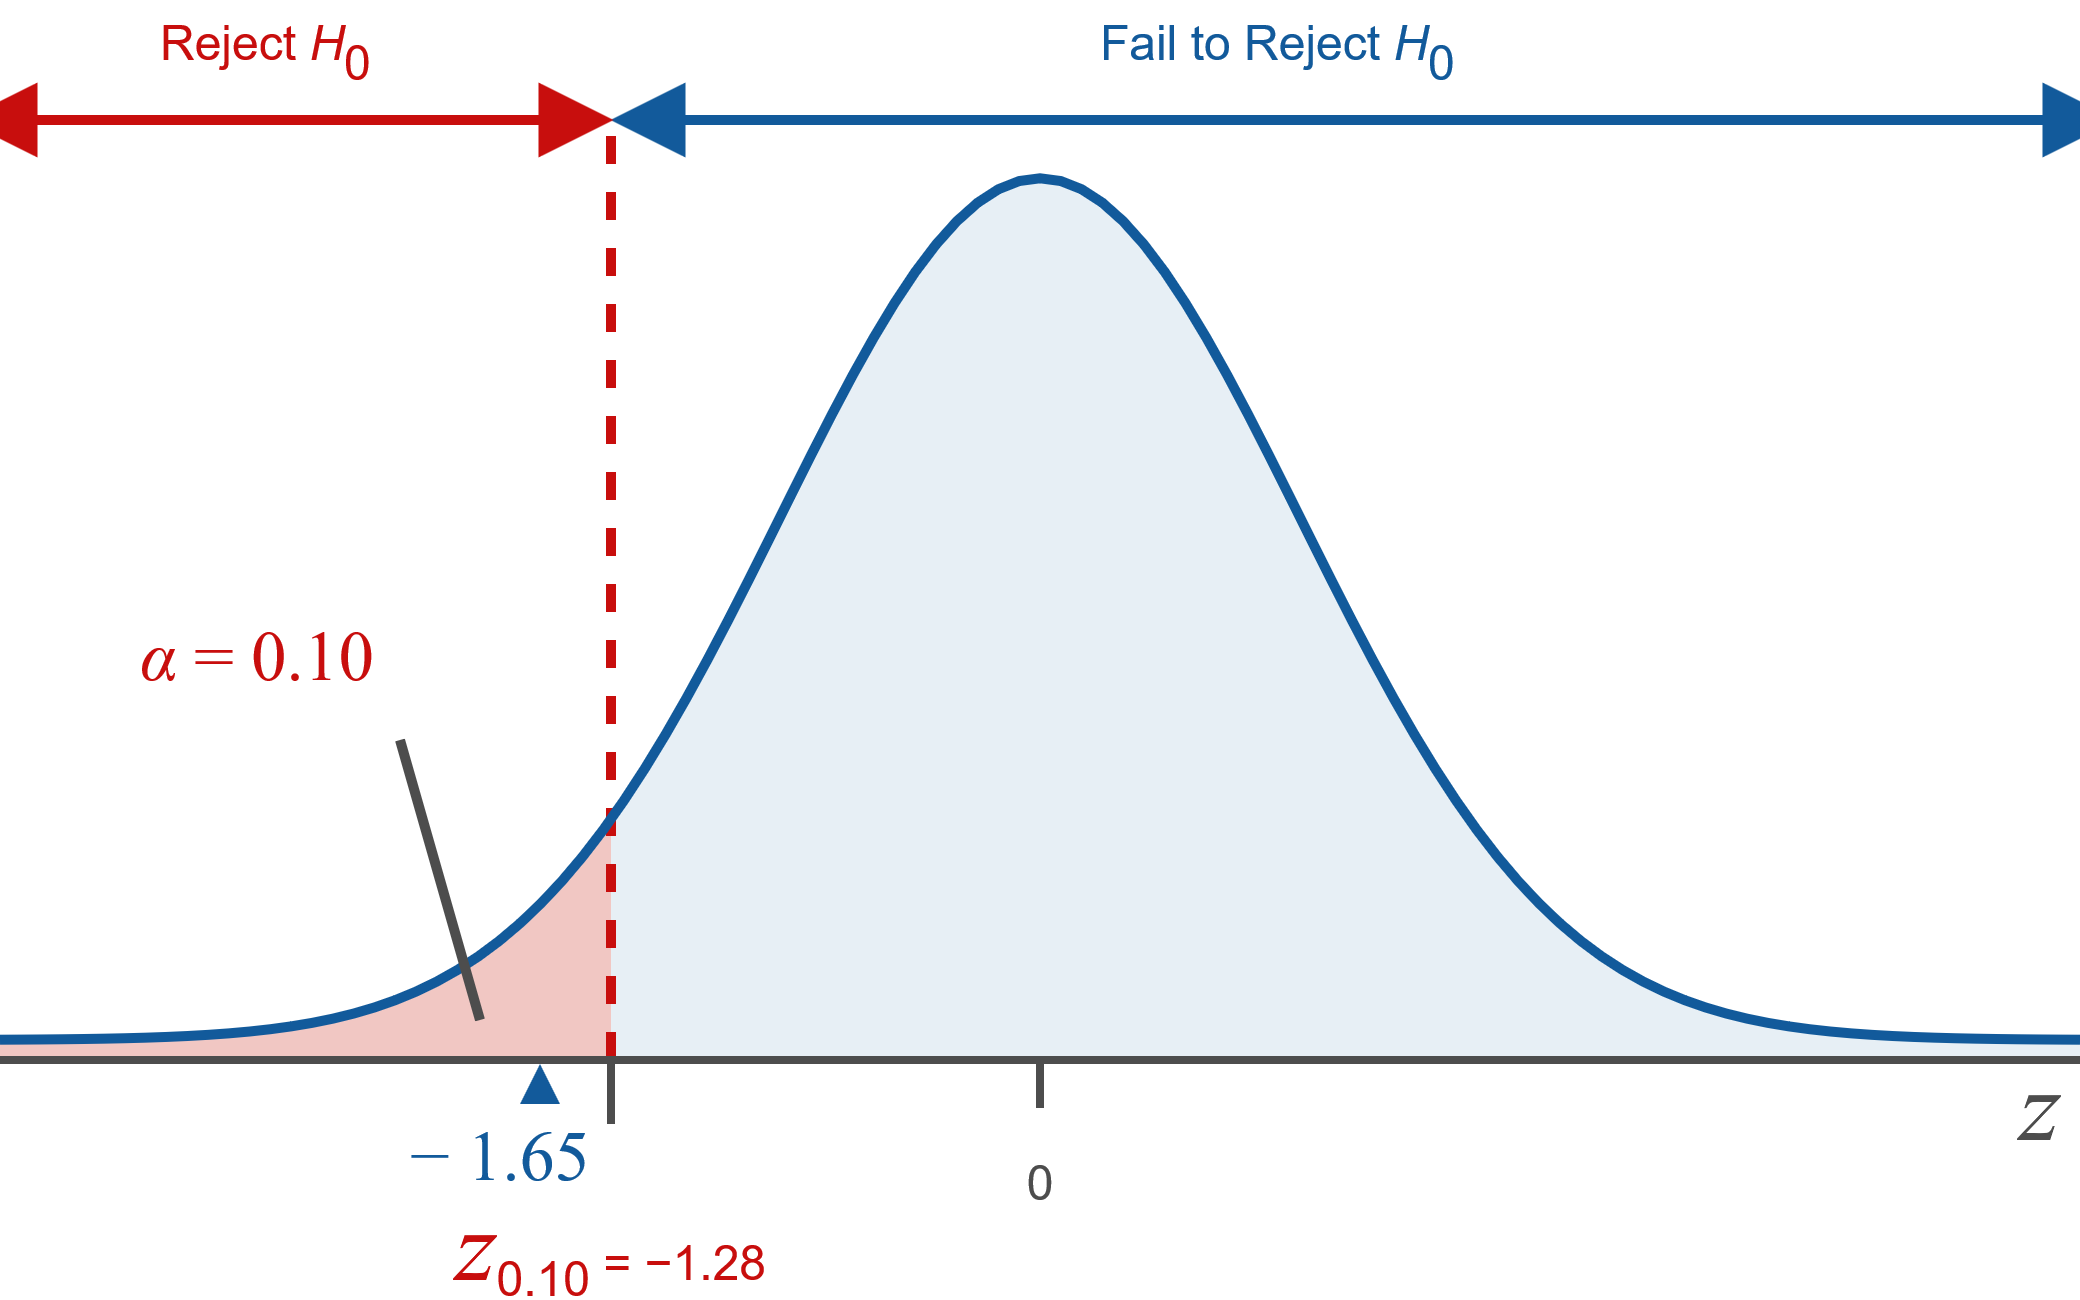 Reject H₀
Fail to Reject H₀
α = 0.10
− 1.65
z
0
z₀.₁₀ = −1.28